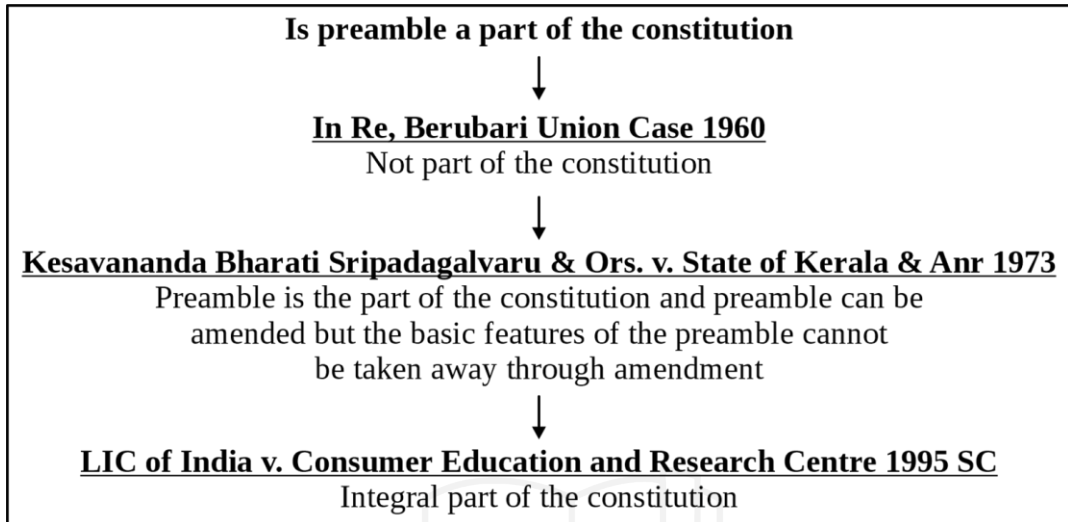 Is preamble a part of the constitution
In Re, Berubari Union Case 1960
Not part of the constitution
Kesavananda Bharati Sripadagalvaru & Ors. v. State of Kerala & Anr 1973
Preamble is the part of the constitution and preamble can be
amended but the basic features of the preamble cannot
be taken away through amendment
LIC of India v. Consumer Education and Research Centre 1995 SC
Integral part of the constitution